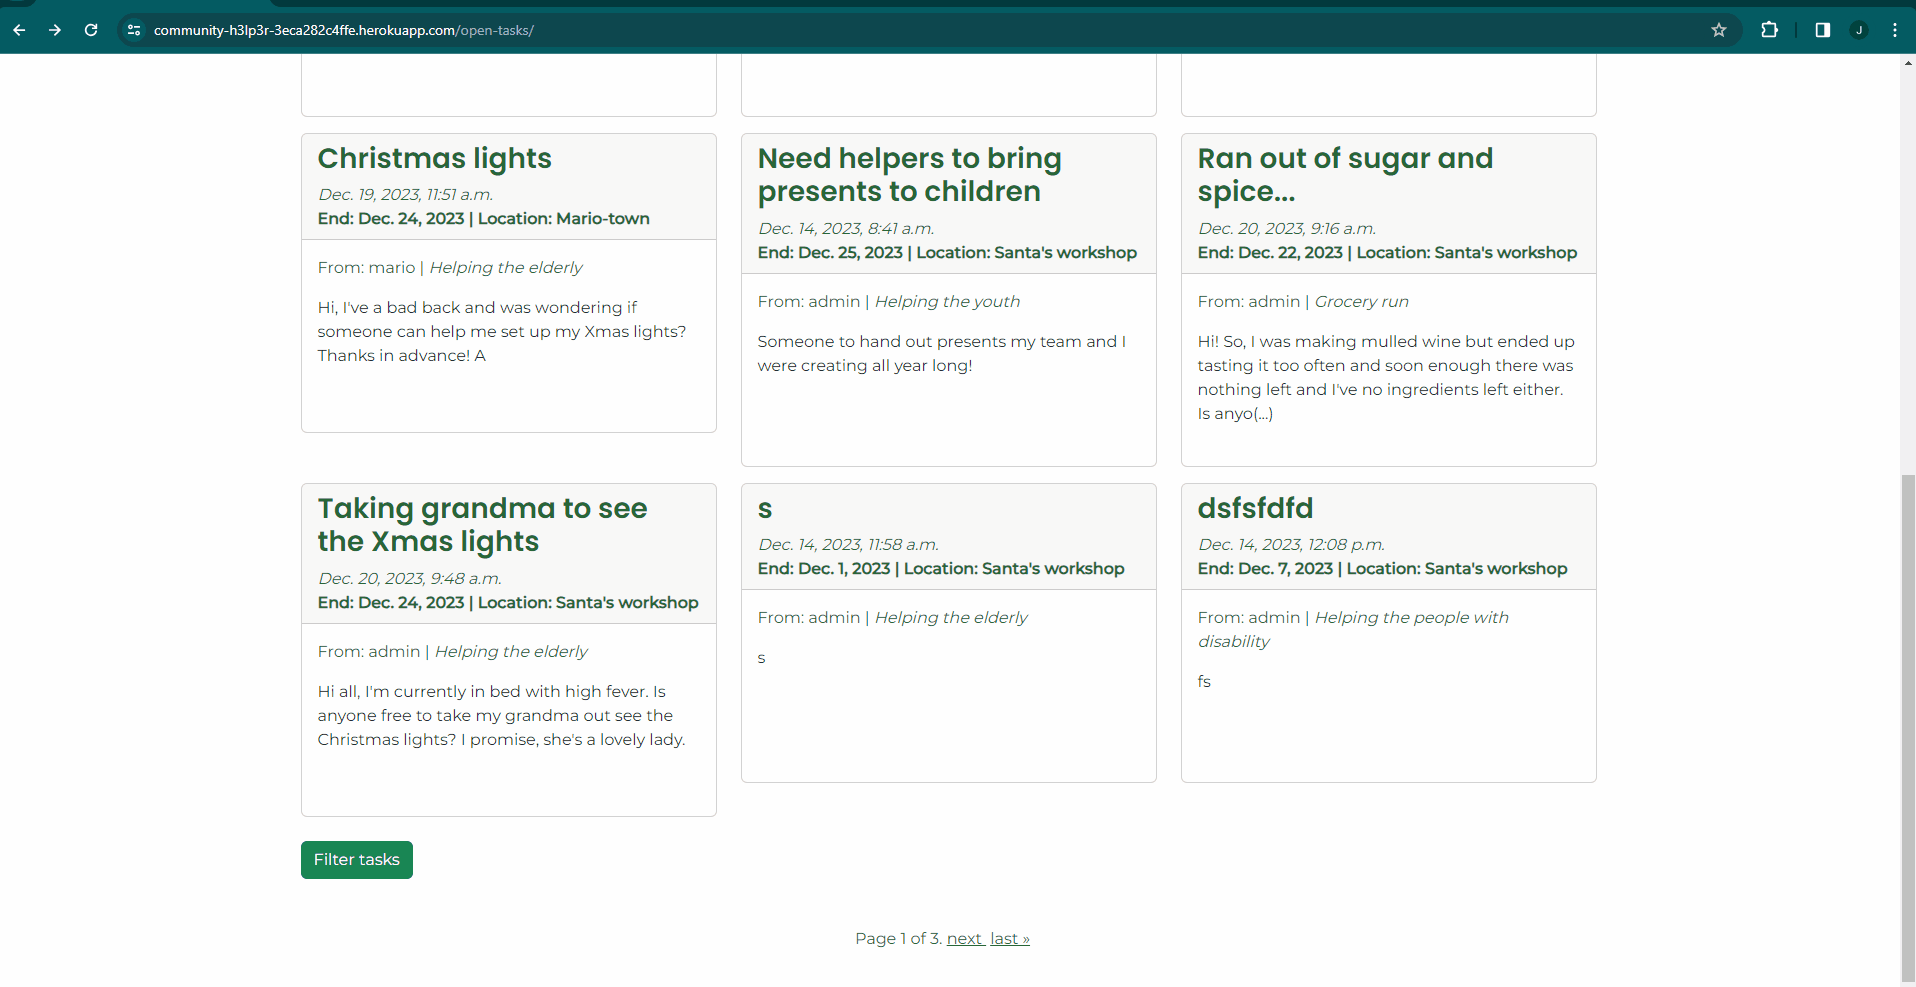 community-h3lp3r-3eca282c4ffe.herokuapp.com/open-tasks/
J
Christmas lights
Dec. 19, 2023, 11:51 a.m.
End: Dec. 24, 2023 | Location: Mario-town
From: mario | Helping the elderly
Hi, I've a bad back and was wondering if
someone can help me set up my Xmas lights?
Thanks in advance! A
Need helpers to bring
presents to children
Dec. 14, 2023, 8:41 a.m.
End: Dec. 25, 2023 | Location: Santa's workshop
From: admin | Helping the youth
Someone to hand out presents my team and I
were creating all year long!
Ran out of sugar and
spice...
Dec. 20, 2023, 9:16 a.m.
End: Dec. 22, 2023 | Location: Santa's workshop
From: admin | Grocery run
Hi! So, I was making mulled wine but ended up
tasting it too often and soon enough there was
nothing left and I've no ingredients left either.
Is anyo(...)
Taking grandma to see
the Xmas lights
Dec. 20, 2023, 9:48 a.m.
End: Dec. 24, 2023 | Location: Santa's workshop
From: admin | Helping the elderly
Hi all, I'm currently in bed with high fever. Is
anyone free to take my grandma out see the
Christmas lights? I promise, she's a lovely lady.
s
Dec. 14, 2023, 11:58 a.m.
End: Dec. 1, 2023 | Location: Santa's workshop
From: admin | Helping the elderly
s
dsfsfdfd
Dec. 14, 2023, 12:08 p.m.
End: Dec. 7, 2023 | Location: Santa's workshop
From: admin | Helping the people with
disability
fs
Filter tasks
Page 1 of 3. next last »